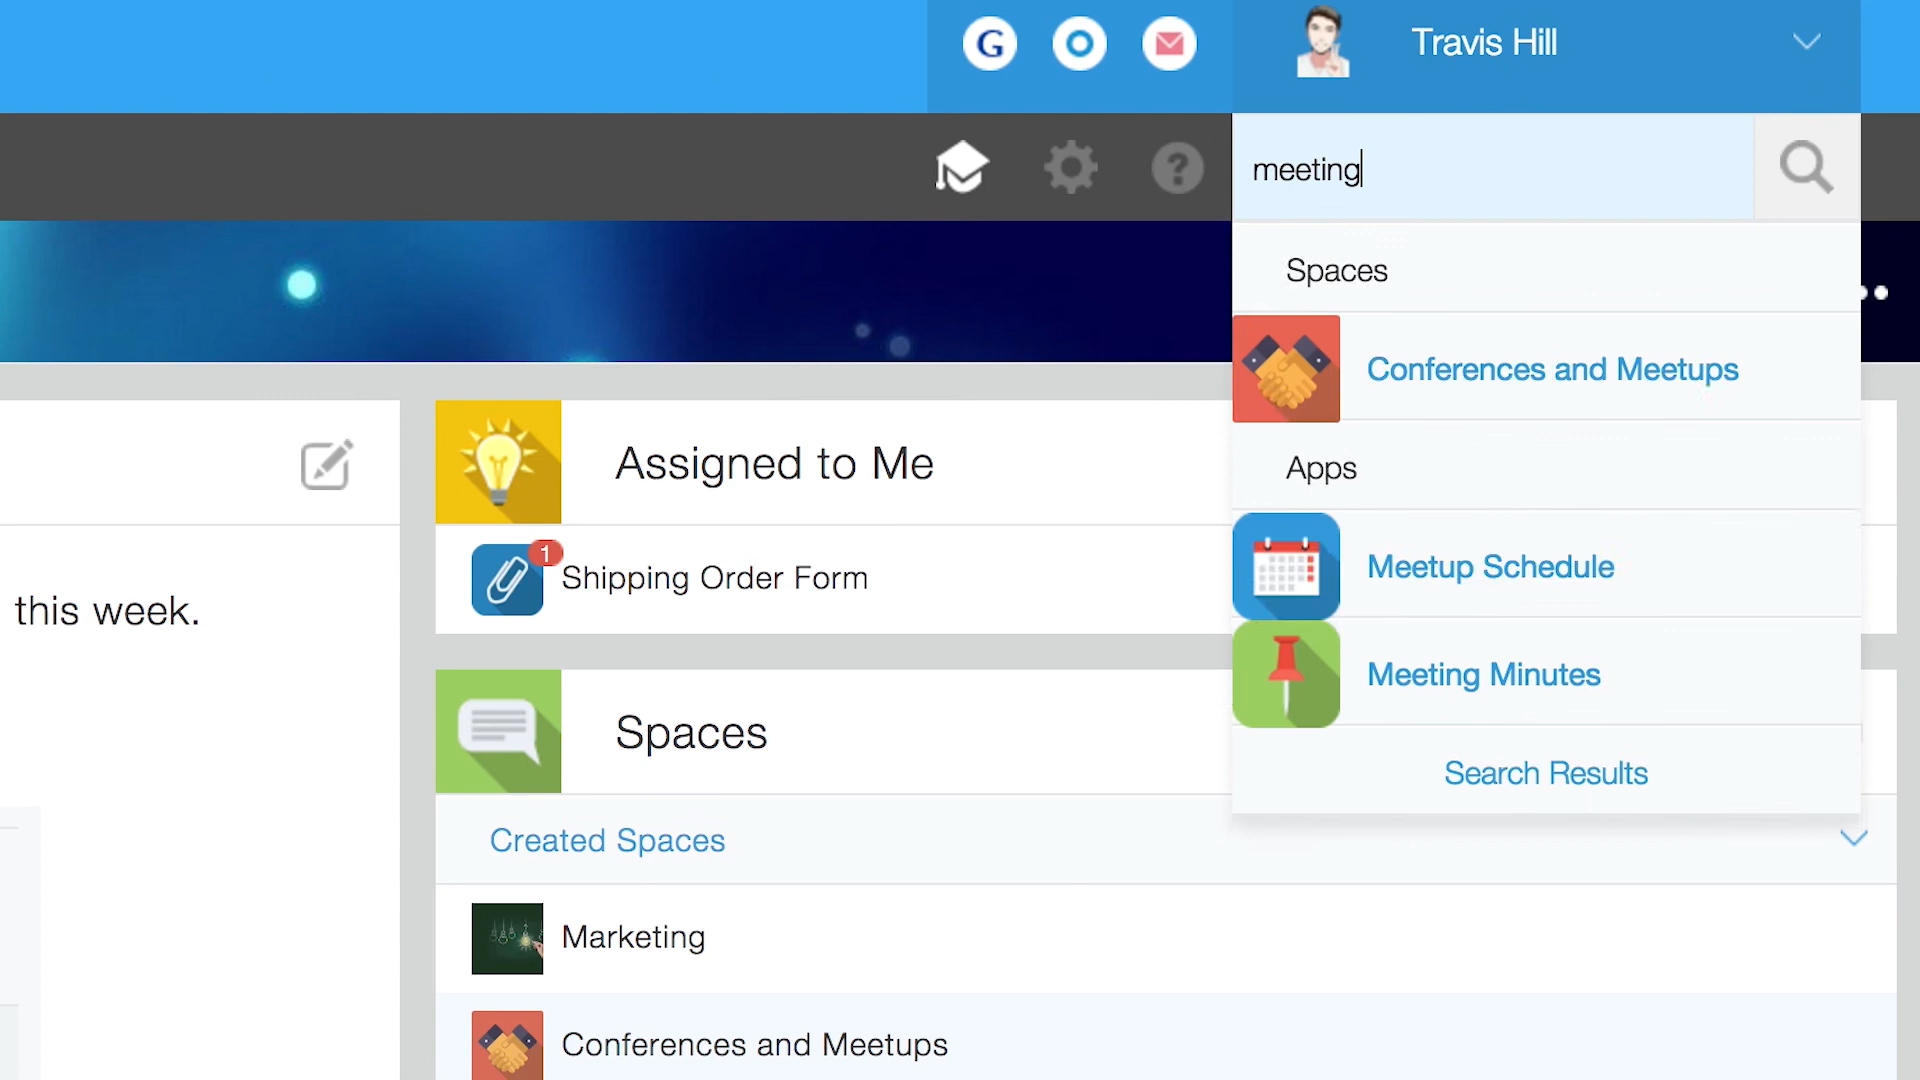 G
Travis Hill
?
meeting
Spaces
Conferences and Meetups
Apps
Meetup Schedule
Meeting Minutes
Search Results
this week.
Assigned to Me
1
Shipping Order Form
Spaces
Created Spaces
Marketing
Conferences and Meetups